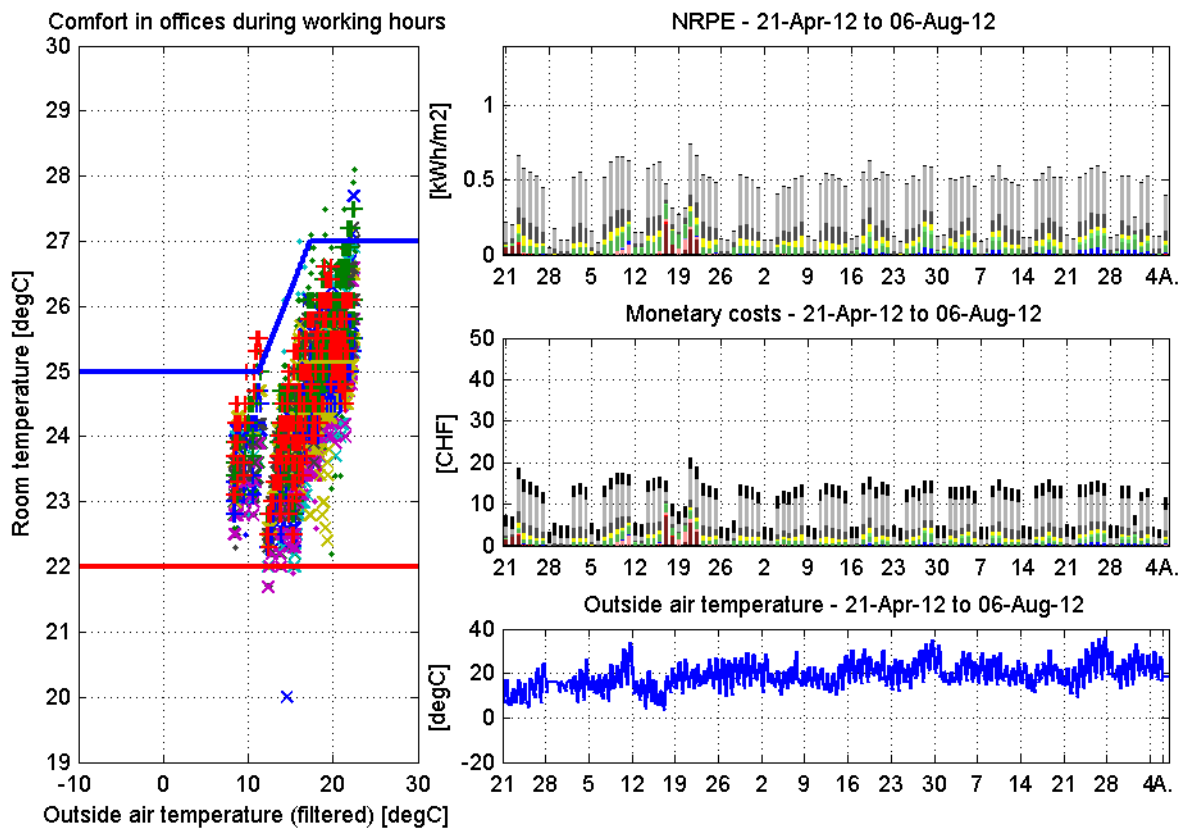 Comfort in offices during working hours
30
29
28
27
26
25
24
23
22
21
20
19
Room temperature [degC]
-10 0 10 20 30
Outside air temperature (filtered) [degC]
NRPE - 21-Apr-12 to 06-Aug-12
1
0.5
0
[kWh/m2]
21 28 5 12 19 26 2 9 16 23 30 7 14 21 28 4A.
Monetary costs - 21-Apr-12 to 06-Aug-12
50
40
30
20
10
0
[CHF]
21 28 5 12 19 26 2 9 16 23 30 7 14 21 28 4A.
Outside air temperature - 21-Apr-12 to 06-Aug-12
40
20
0
-20
[degC]
21 28 5 12 19 26 2 9 16 23 30 7 14 21 28 4A.